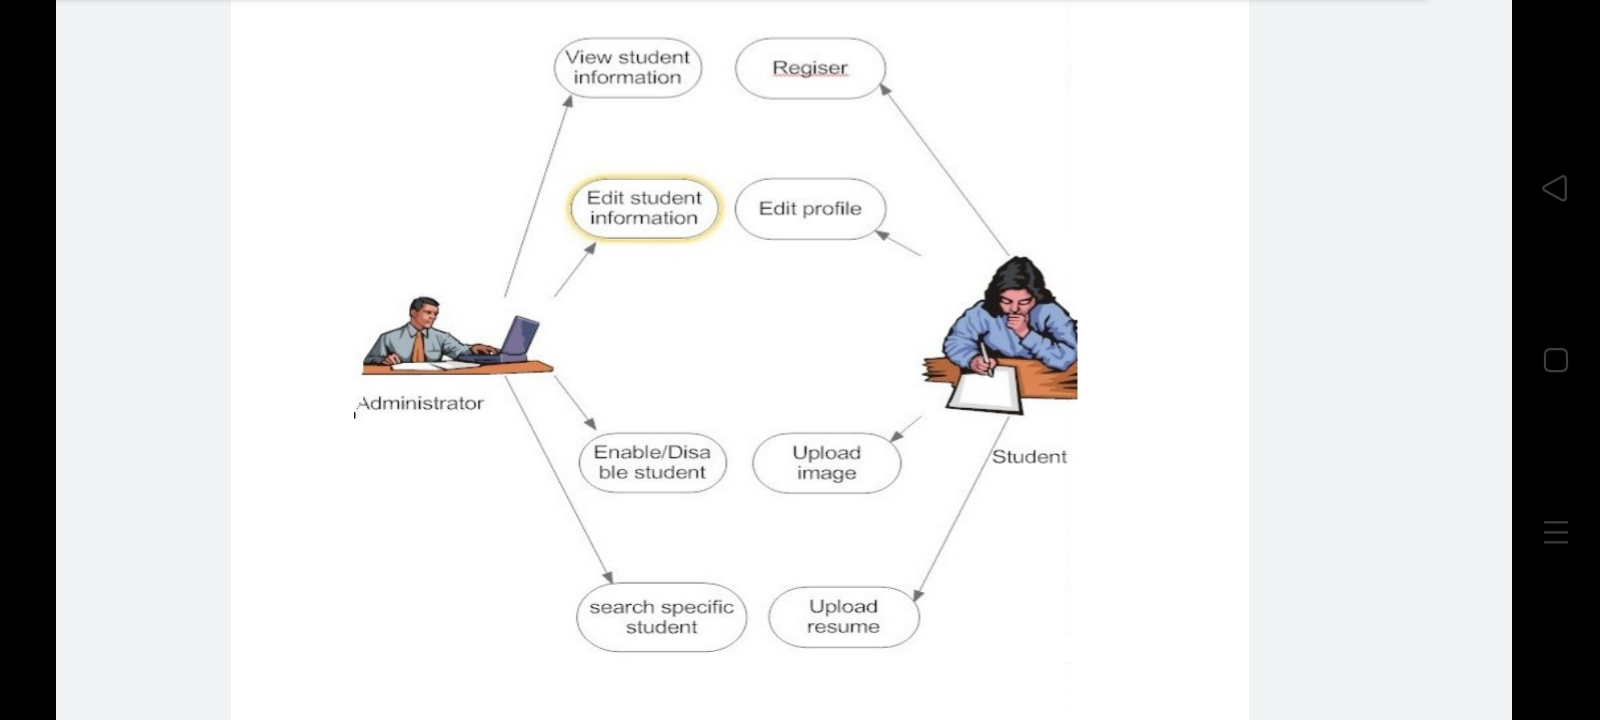 View student
information
Regiser
Edit student
information
Edit profile
Administrator
Enable/Disa
ble student
Upload
image
Student
search specific
student
Upload
resume